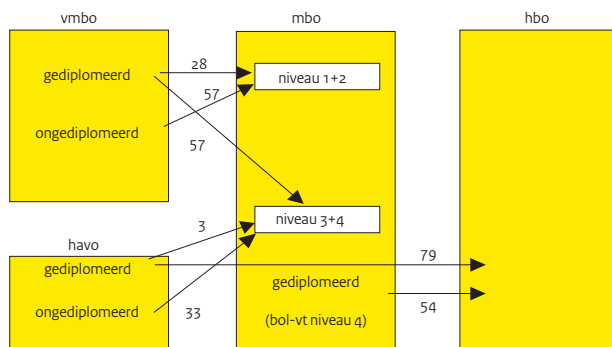 vmbo
mbo
hbo
gediplomeerd
28
niveau 1+2
57
ongediplomeerd
57
niveau 3+4
3
havo
gediplomeerd
79
gediplomeerd
ongediplomeerd
33
(bol-vt niveau 4)
54